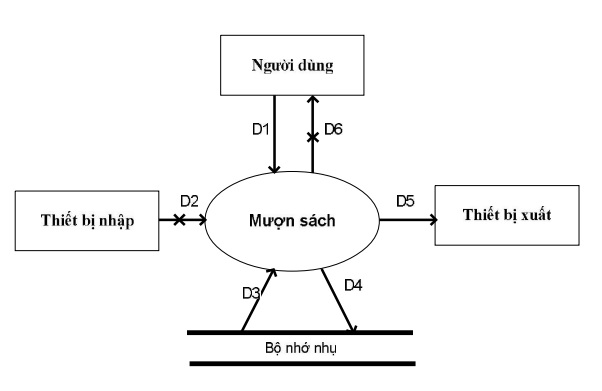 Người dùng
D1
D6
D2
D5
Thiết bị nhập
Mượn sách
Thiết bị xuất
D3
D4
Bộ nhớ nhụ